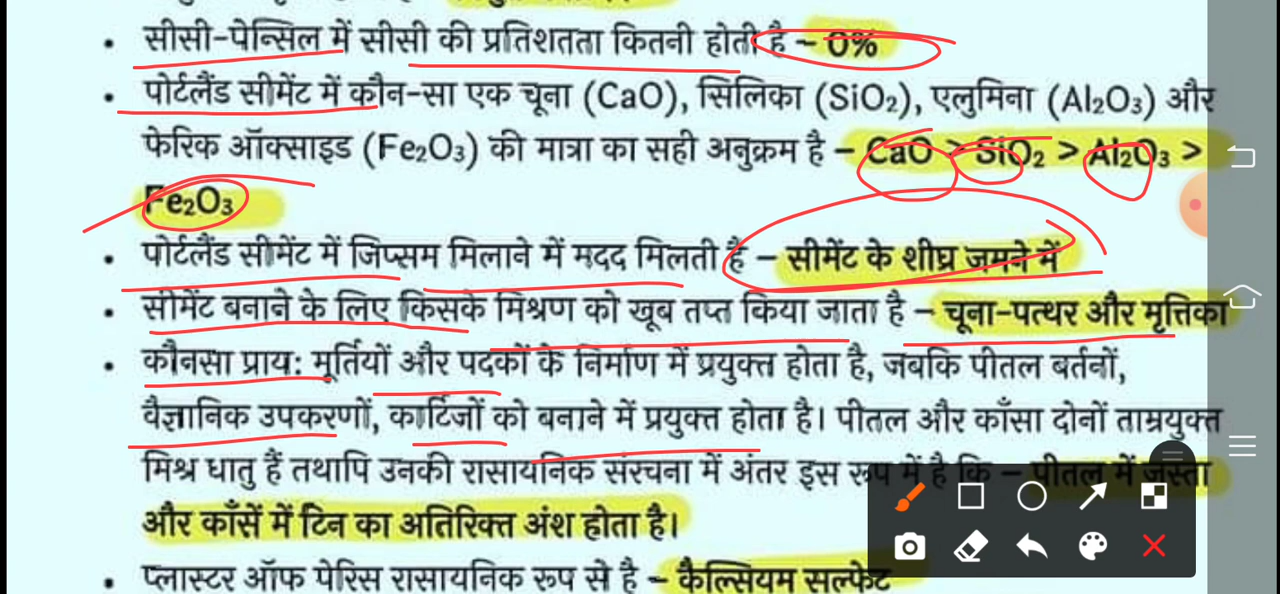 सीसी-पेन्सिल में सीसी की प्रतिशतता कितनी होती है – 0%
पोर्टलैंड सीमेंट में कौन-सा एक चूना (CaO), सिलिका (SiO₂), एलुमिना (Al₂O₃) और
फेरिक ऑक्साइड (Fe₂O₃) की मात्रा का सही अनुक्रम है – CaO > SiO₂ > Al₂O₃ >
Fe₂O₃
पोर्टलैंड सीमेंट में जिप्सम मिलाने में मदद मिलती है – सीमेंट के शीघ्र जमने में
सीमेंट बनाने के लिए किसके मिश्रण को खूब तप्त किया जाता है – चूना-पत्थर और मृत्तिका
कौनसा प्राय: मूर्तियों और पदकों के निर्माण में प्रयुक्त होता है, जबकि पीतल बर्तनों,
वैज्ञानिक उपकरणों, कार्टिजों को बनाने में प्रयुक्त होता है। पीतल और काँसा दोनों ताम्रयुक्त
मिश्र धातु हैं तथापि उनकी रासायनिक संरचना में अंतर इस रूप में है कि – पीतल में जस्ता
और काँसें में टिन का अतिरिक्त अंश होता है।
प्लास्टर ऑफ पेरिस रासायनिक रूप से है – कैल्सियम सल्फेट